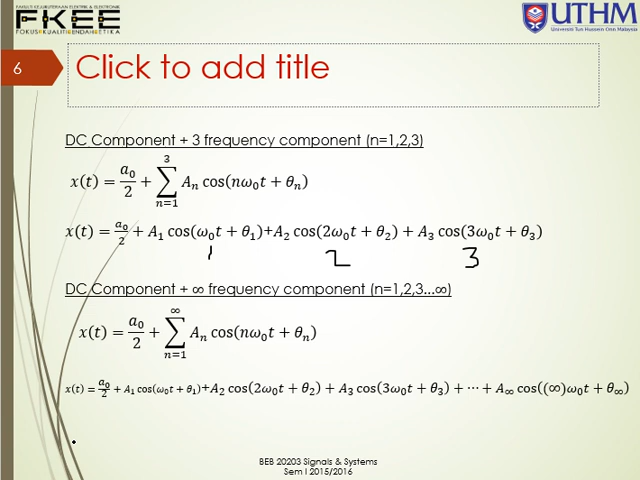 FAKULTI KEJURUTERAAN ELEKTRIK & ELEKTRONIK
FKEE
FOKUS KUALITI ENDAH ETIKA
UTHM
Universiti Tun Hussein Onn Malaysia
6
Click to add title
DC Component + 3 frequency component (n=1,2,3)
x(t) = a₀/2 + ∑ₙ₌₁³ Aₙ cos(nω₀t + θₙ)
x(t) = a₀/2 + A₁ cos(ω₀t + θ₁)+A₂ cos(2ω₀t + θ₂) + A₃ cos(3ω₀t + θ₃)
1 2 3
DC Component + ∞ frequency component (n=1,2,3...∞)
x(t) = a₀/2 + ∑ₙ₌₁^∞ Aₙ cos(nω₀t + θₙ)
x(t) = a₀/2 + A₁ cos(ω₀t + θ₁)+A₂ cos(2ω₀t + θ₂) + A₃ cos(3ω₀t + θ₃) + ⋯ + A_∞ cos((∞)ω₀t + θ_∞)
BEB 20203 Signals & Systems
Sem I 2015/2016